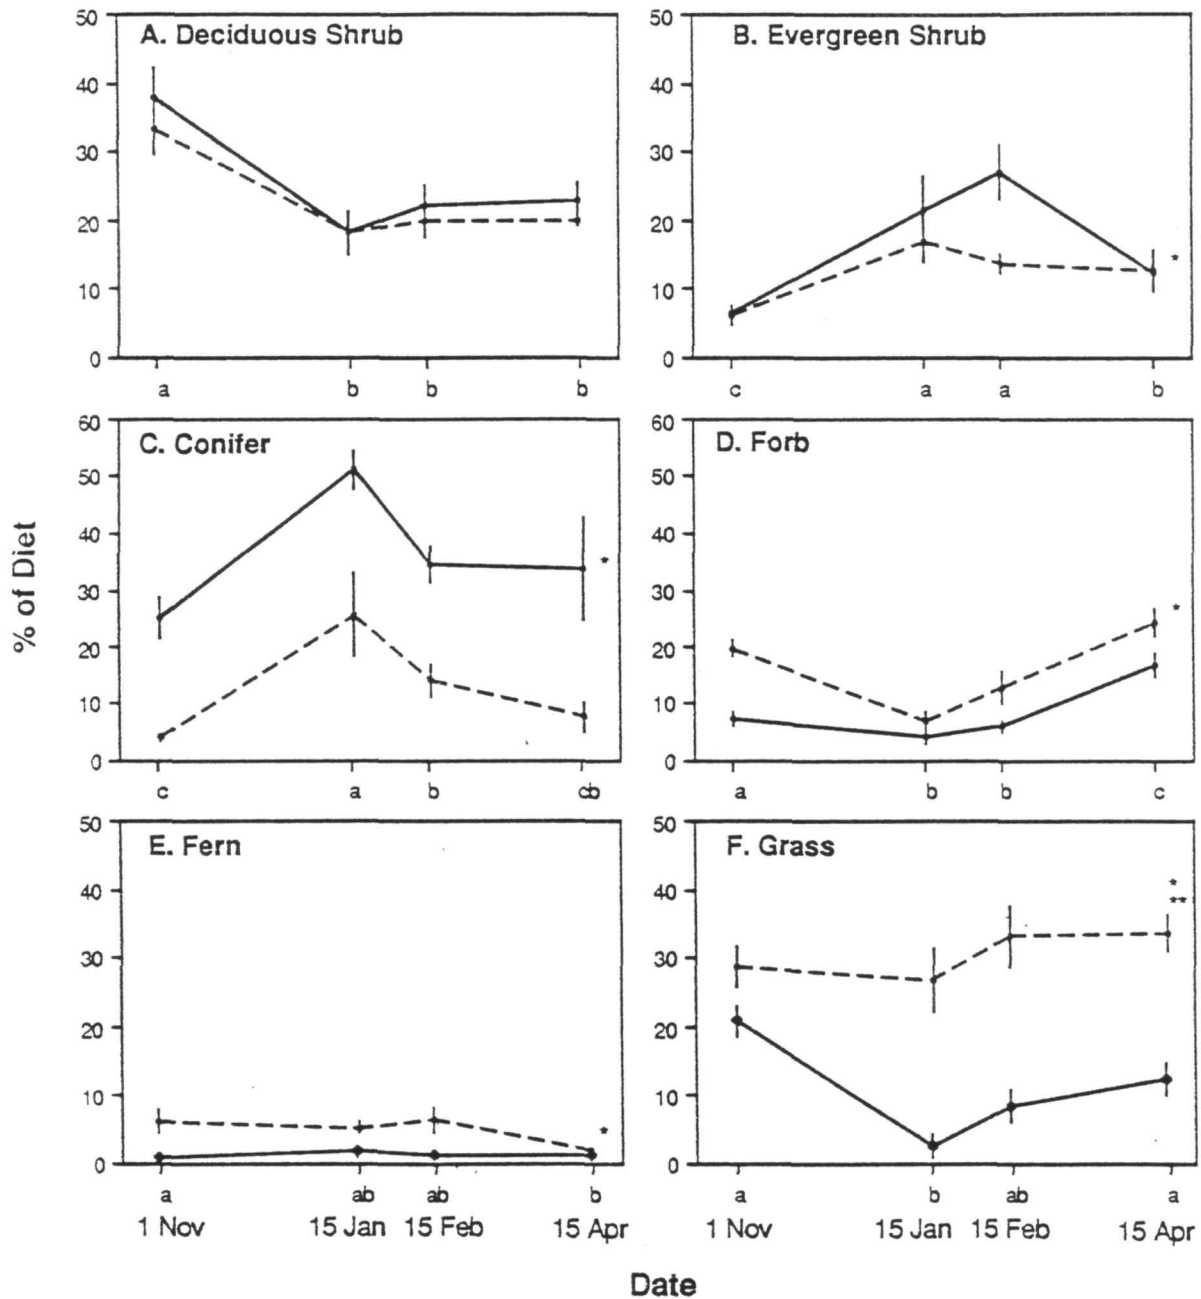 A. Deciduous Shrub
50
40
30
20
10
0
a b b b
B. Evergreen Shrub
50
40
30
20
10
0
*
c a a b
C. Conifer
60
50
40
30
20
10
0
*
c a b cb
D. Forb
60
50
40
30
20
10
0
*
a b b c
E. Fern
50
40
30
20
10
0
*
a ab ab b
1 Nov 15 Jan 15 Feb 15 Apr
F. Grass
50
40
30
20
10
0
*
**
a b ab a
1 Nov 15 Jan 15 Feb 15 Apr
% of Diet
Date